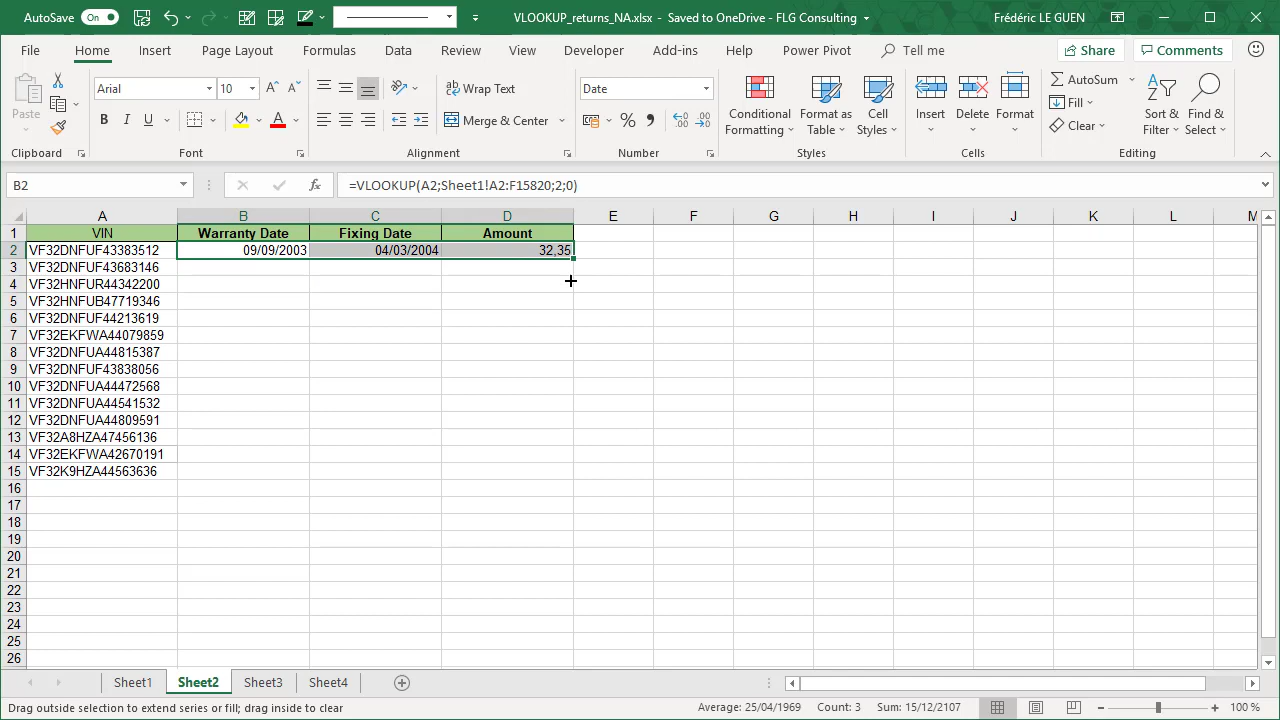 AutoSave On VLOOKUP_returns_NA.xlsx - Saved to OneDrive - FLG Consulting Frédéric LE GUEN
File Home Insert Page Layout Formulas Data Review View Developer Add-ins Help Power Pivot Tell me Share Comments
Paste Arial 10 A A Wrap Text Date Conditional Formatting Format as Table Cell Styles Insert Delete Format AutoSum Sort & Filter Find & Select
B I U A Merge & Center % Fill
Clear
Clipboard Font Alignment Number Styles Cells Editing
B2 fx =VLOOKUP(A2;Sheet1!A2:F15820;2;0)
A B C D E F G H I J K L M
1 VIN Warranty Date Fixing Date Amount
2 VF32DNFUF43383512 09/09/2003 04/03/2004 32,35
3 VF32DNFUF43683146
4 VF32HNFUR44342200
5 VF32HNFUB47719346
6 VF32DNFUF44213619
7 VF32EKFWA44079859
8 VF32DNFUA44815387
9 VF32DNFUF43838056
10 VF32DNFUA44472568
11 VF32DNFUA44541532
12 VF32DNFUA44809591
13 VF32A8HZA47456136
14 VF32EKFWA42670191
15 VF32K9HZA44563636
16
17
18
19
20
21
22
23
24
25
26
Sheet1 Sheet2 Sheet3 Sheet4
Drag outside selection to extend series or fill; drag inside to clear Average: 25/04/1969 Count: 3 Sum: 15/12/2107 100 %